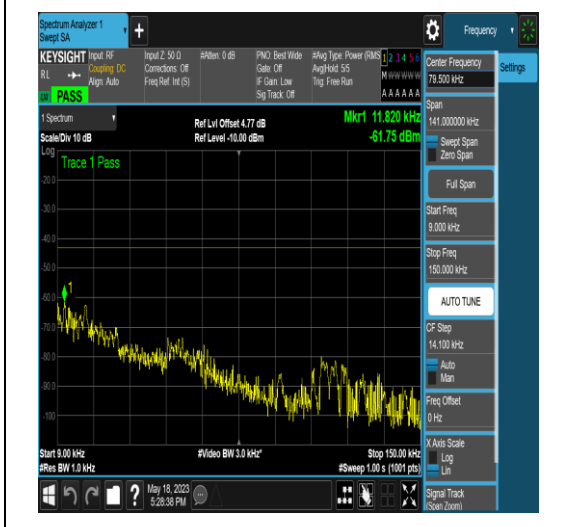 Spectrum Analyzer 1
Swept SA
Frequency
KEYSIGHT
RL
PASS
Input: RF
Coupling: DC
Align: Auto
Input Z: 50 Ω
Corrections: Off
Freq Ref: Int (S)
#Atten: 0 dB
PNO: Best Wide
Gate: Off
IF Gain: Low
Sig Track: Off
#Avg Type: Power (RMS
Avg|Hold: 5/5
Trig: Free Run
1 2 3 4 5 6
M W W W W W
A A A A A A
1 Spectrum
Scale/Div 10 dB
Ref Lvl Offset 4.77 dB
Ref Level -10.00 dBm
Mkr1 11.820 kHz
-61.75 dBm
Log
Trace 1 Pass
-20.0
-30.0
-40.0
-50.0
-60.0
-70.0
-80.0
-90.0
-100
1
Start 9.00 kHz
#Res BW 1.0 kHz
#Video BW 3.0 kHz*
Stop 150.00 kHz
#Sweep 1.00 s (1001 pts)
May 18, 2023
5:28:38 PM
Center Frequency
79.500 kHz
Span
141.000000 kHz
Swept Span
Zero Span
Full Span
Start Freq
9.000 kHz
Stop Freq
150.000 kHz
AUTO TUNE
CF Step
14.100 kHz
Auto
Man
Freq Offset
0 Hz
X Axis Scale
Log
Lin
Signal Track
(Span Zoom)
Settings